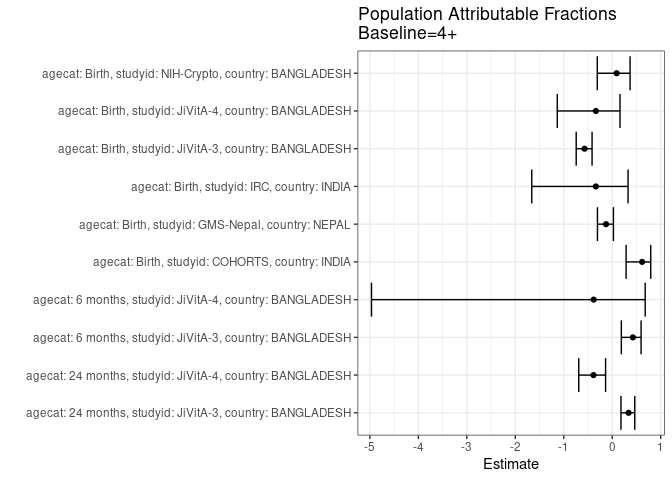 Population Attributable Fractions
Baseline=4+
agecat: Birth, studyid: NIH-Crypto, country: BANGLADESH
agecat: Birth, studyid: JiVitA-4, country: BANGLADESH
agecat: Birth, studyid: JiVitA-3, country: BANGLADESH
agecat: Birth, studyid: IRC, country: INDIA
agecat: Birth, studyid: GMS-Nepal, country: NEPAL
agecat: Birth, studyid: COHORTS, country: INDIA
agecat: 6 months, studyid: JiVitA-4, country: BANGLADESH
agecat: 6 months, studyid: JiVitA-3, country: BANGLADESH
agecat: 24 months, studyid: JiVitA-4, country: BANGLADESH
agecat: 24 months, studyid: JiVitA-3, country: BANGLADESH
-5 -4 -3 -2 -1 0 1
Estimate